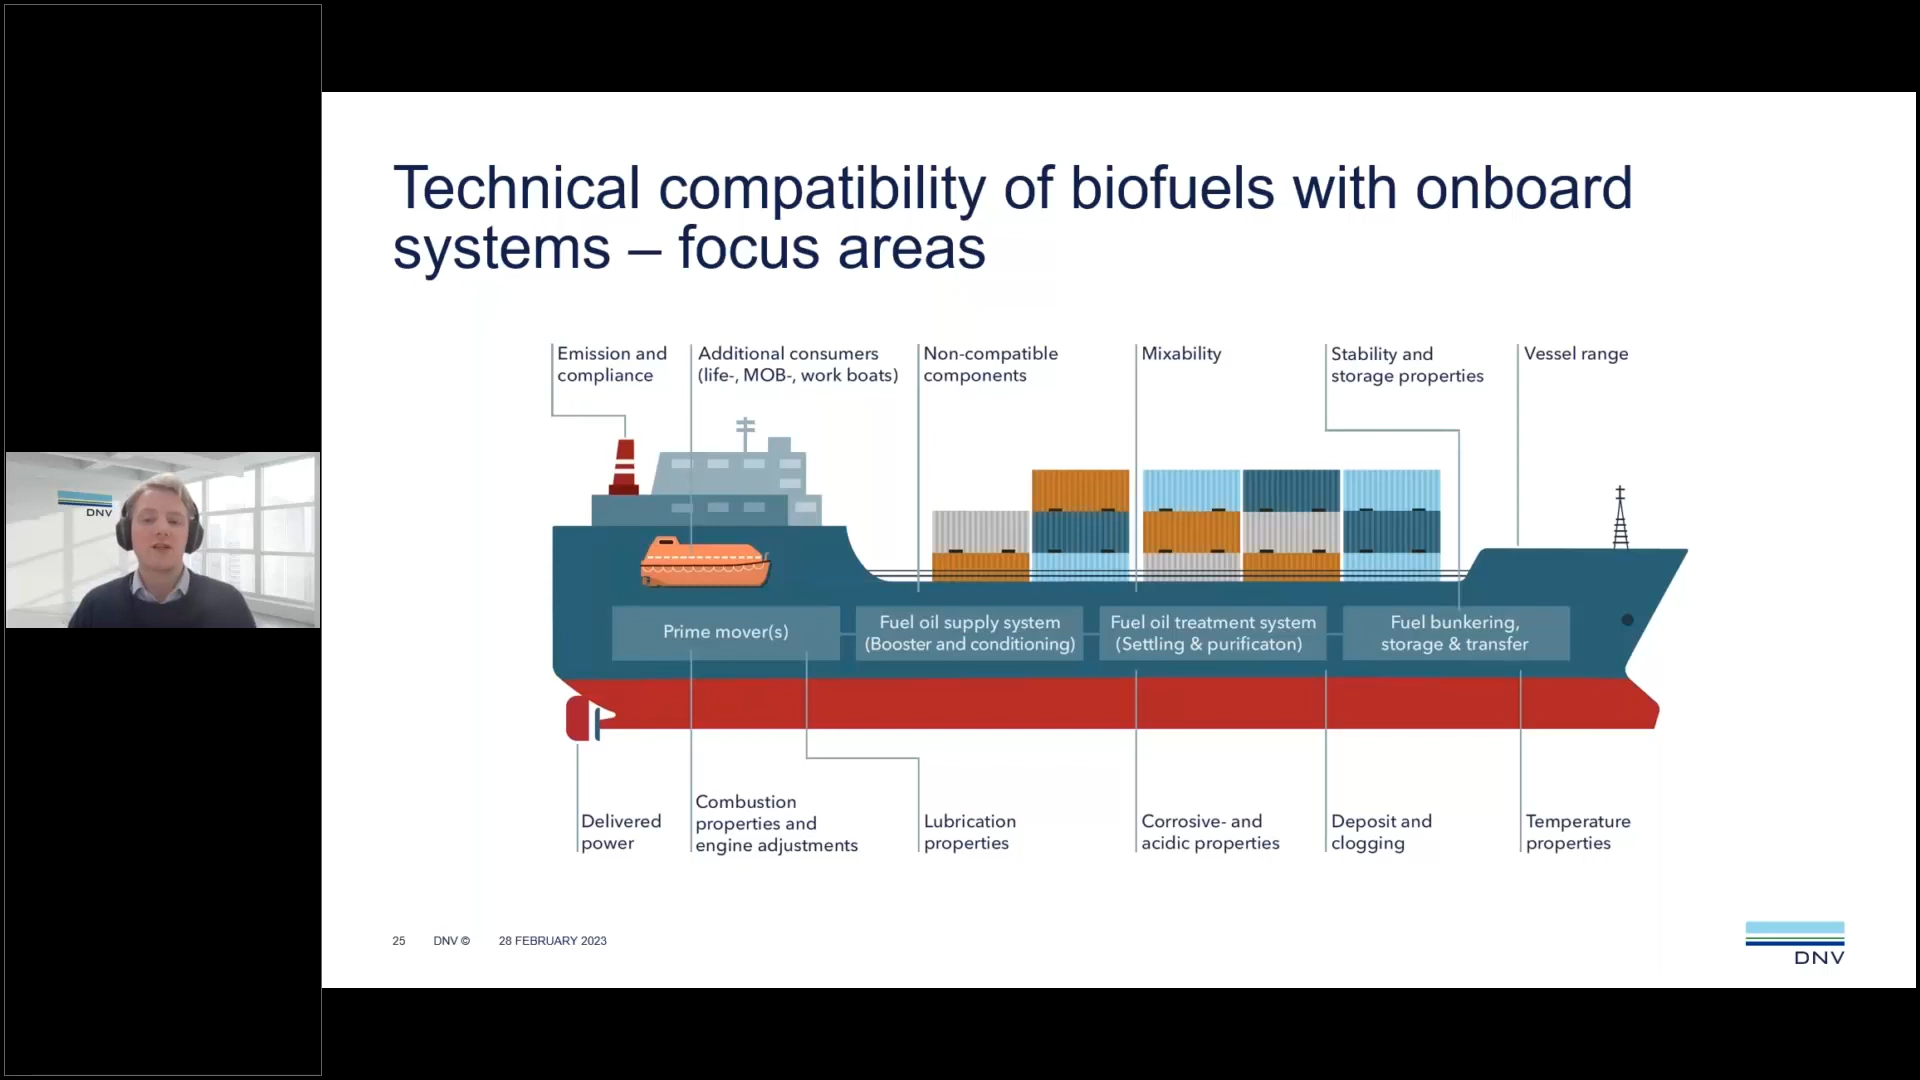 Technical compatibility of biofuels with onboard
systems – focus areas
Emission and
compliance
Additional consumers
(life-, MOB-, work boats)
Non-compatible
components
Mixability
Stability and
storage properties
Vessel range
Prime mover(s)
Fuel oil supply system
(Booster and conditioning)
Fuel oil treatment system
(Settling & purificaton)
Fuel bunkering,
storage & transfer
Delivered
power
Combustion
properties and
engine adjustments
Lubrication
properties
Corrosive- and
acidic properties
Deposit and
clogging
Temperature
properties
25 DNV © 28 FEBRUARY 2023
DNV
DNV